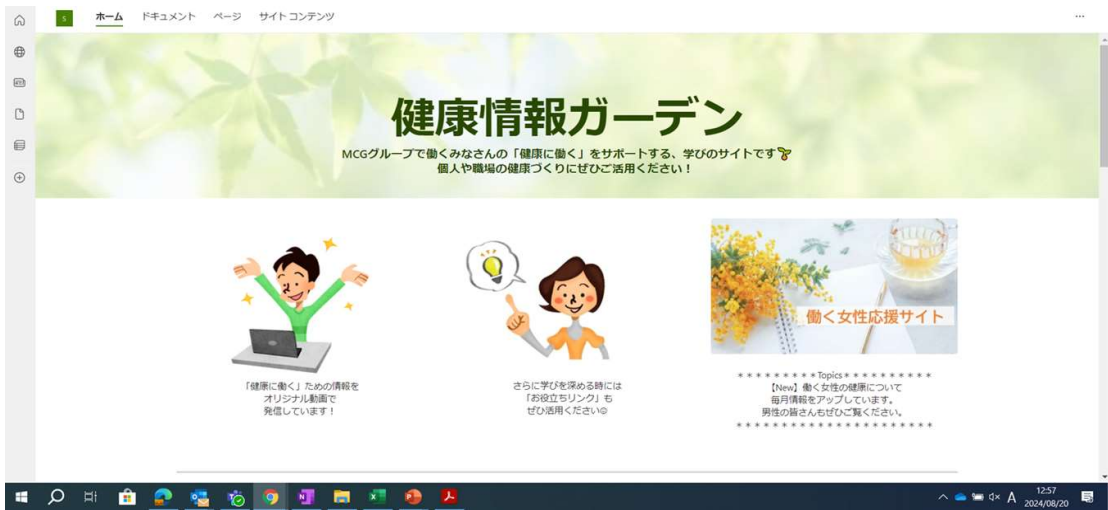 S ホーム ドキュメント ページ サイト コンテンツ
健康情報ガーデン
MCGグループで働くみなさんの「健康に働く」をサポートする、学びのサイトです
個人や職場の健康づくりにぜひご活用ください！
働く女性応援サイト
「健康に働く」ための情報を
オリジナル動画で
発信しています！
さらに学びを深める時には
「お役立ちリンク」も
ぜひ活用ください☺
＊＊＊＊＊＊＊＊＊Topics＊＊＊＊＊＊＊＊＊＊
【New】働く女性の健康について
毎月情報をアップしています。
男性の皆さんもぜひご覧ください。
＊＊＊＊＊＊＊＊＊＊＊＊＊＊＊＊＊＊＊＊＊＊
A
12:57
2024/08/20